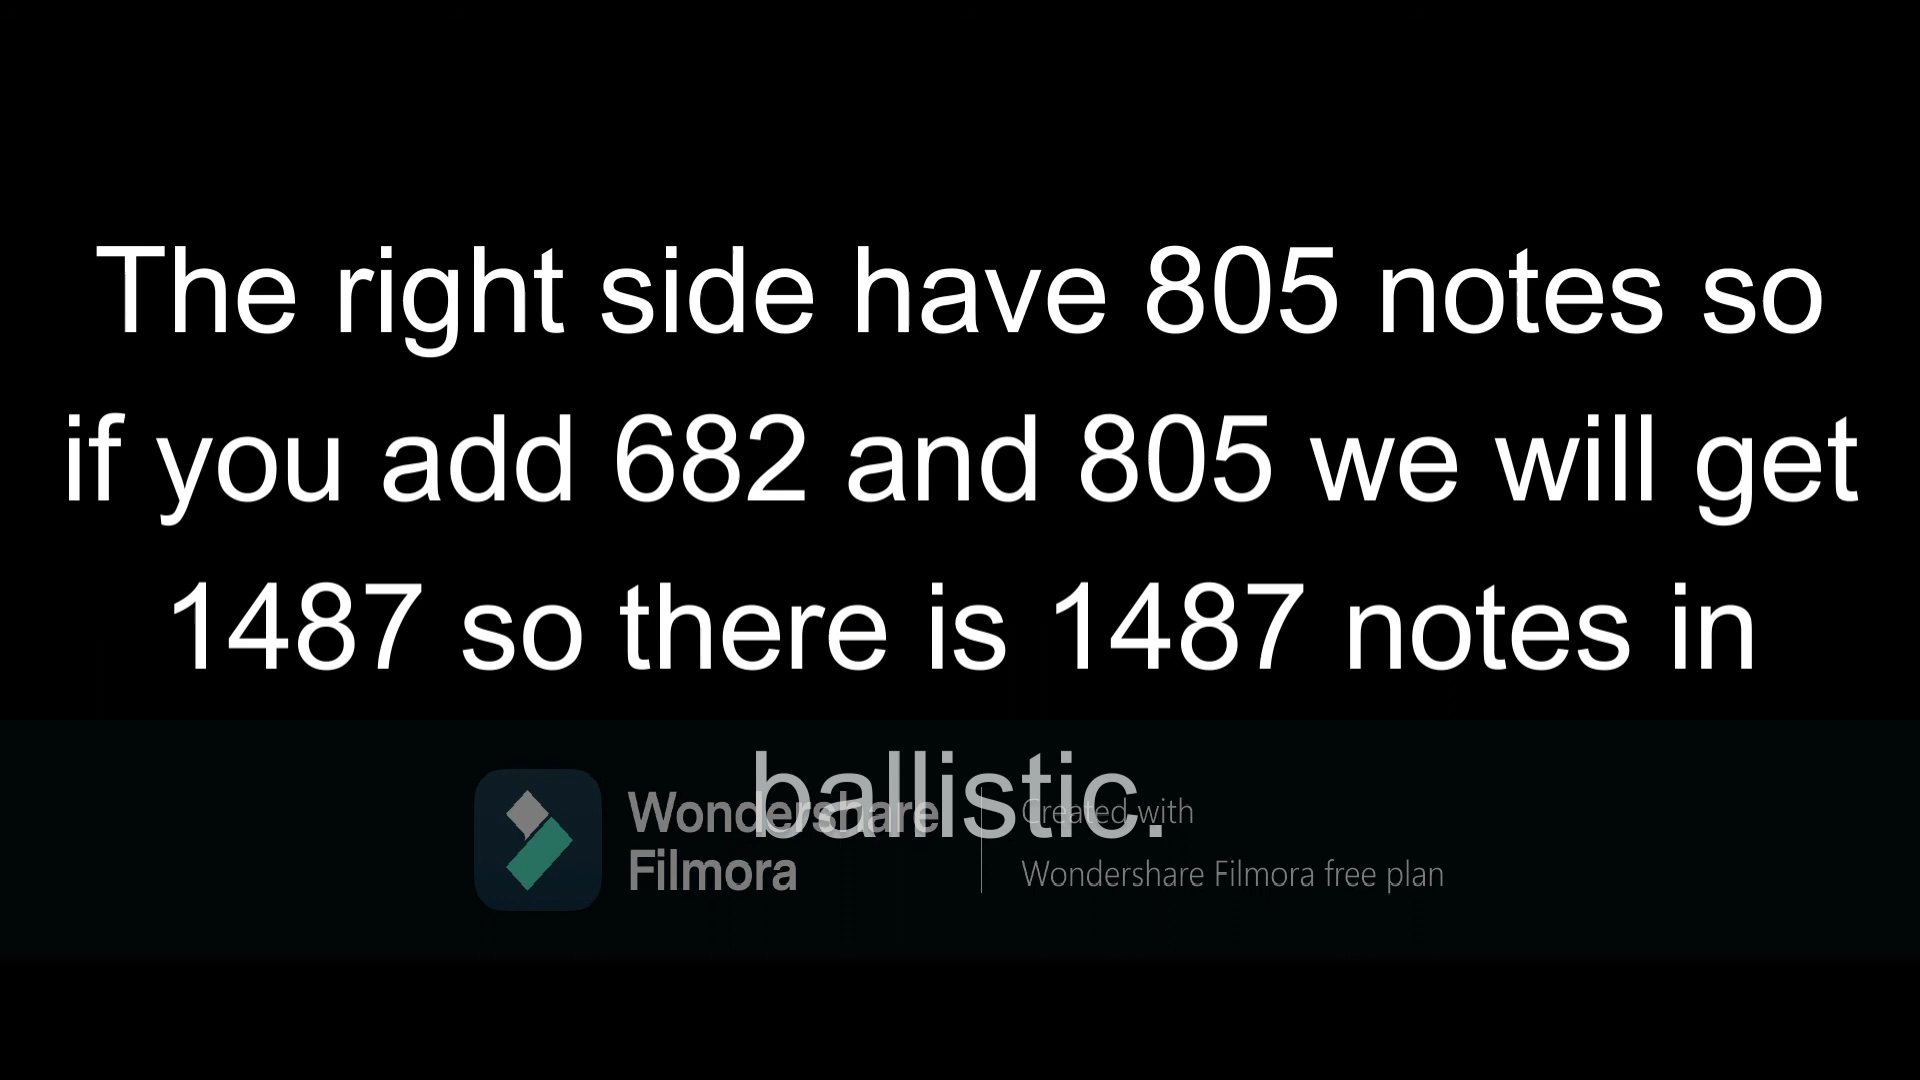 The right side have 805 notes so
if you add 682 and 805 we will get
1487 so there is 1487 notes in
ballistic.
Wondershare
Filmora
Created with
Wondershare Filmora free plan